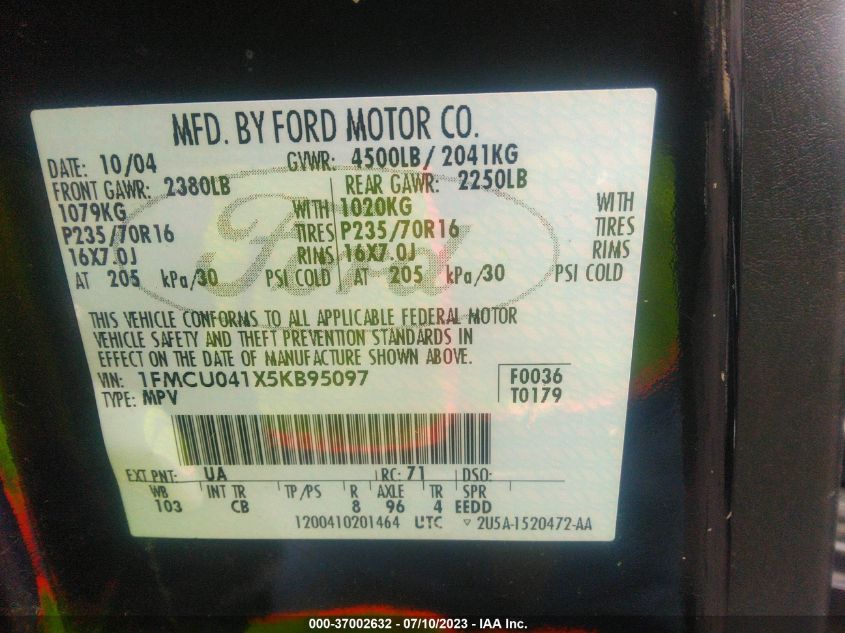 MFD. BY FORD MOTOR CO.
DATE: 10/04 GVWR: 4500LB/ 2041KG
FRONT GAWR: 2380LB REAR GAWR: 2250LB
1079KG WITH 1020KG WITH
P235/70R16 TIRES P235/70R16 TIRES
16X7.0J RIMS 16X7.0J RIMS
AT 205 kPa/30 PSI COLD AT 205 kPa/30 PSI COLD
Ford
THIS VEHICLE CONFORMS TO ALL APPLICABLE FEDERAL MOTOR
VEHICLE SAFETY AND THEFT PREVENTION STANDARDS IN
EFFECT ON THE DATE OF MANUFACTURE SHOWN ABOVE.
VIN: 1FMCU041X5KB95097 F0036
TYPE: MPV T0179
EXT PNT: UA RC: 71 DSO:
WB INT TR TP/PS R AXLE TR SPR
103 CB 8 96 4 EEDD
1200410201464 UTC ▽ 2U5A-1520472-AA
000-37002632 - 07/10/2023 - IAA Inc.